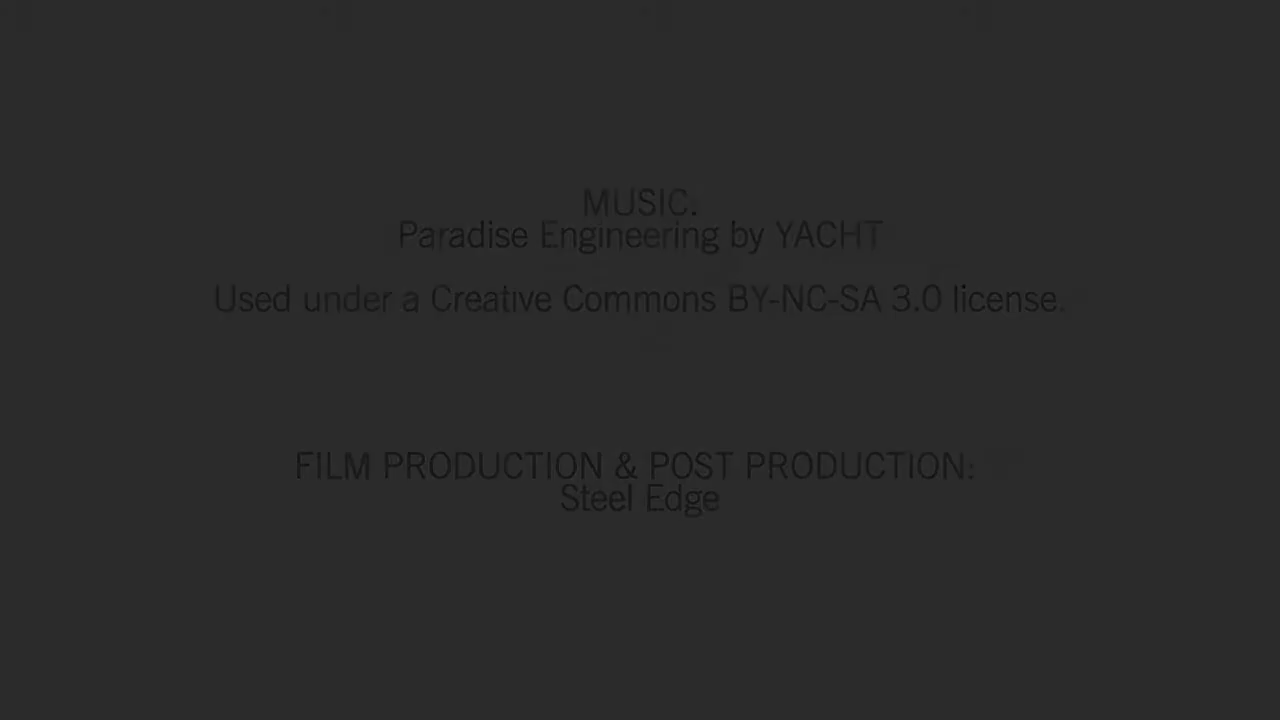 MUSIC:
Paradise Engineering by YACHT
Used under a Creative Commons BY-NC-SA 3.0 license.
FILM PRODUCTION & POST PRODUCTION:
Steel Edge